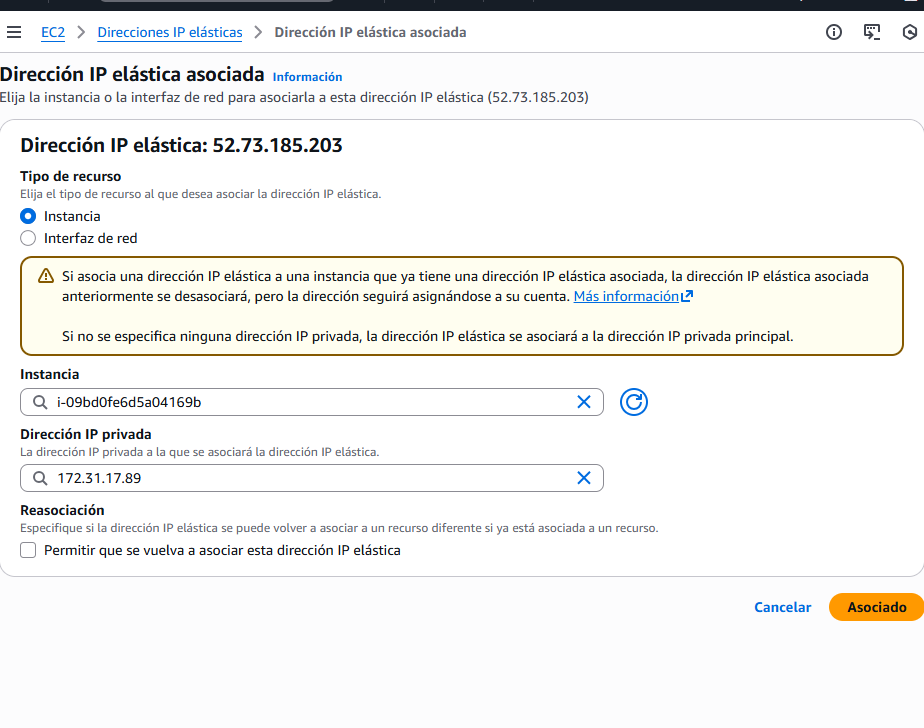 EC2 > Direcciones IP elásticas > Dirección IP elástica asociada
Dirección IP elástica asociada Información
Elija la instancia o la interfaz de red para asociarla a esta dirección IP elástica (52.73.185.203)
Dirección IP elástica: 52.73.185.203
Tipo de recurso
Elija el tipo de recurso al que desea asociar la dirección IP elástica.
Instancia
Interfaz de red
Si asocia una dirección IP elástica a una instancia que ya tiene una dirección IP elástica asociada, la dirección IP elástica asociada
anteriormente se desasociará, pero la dirección seguirá asignándose a su cuenta. Más información
Si no se especifica ninguna dirección IP privada, la dirección IP elástica se asociará a la dirección IP privada principal.
Instancia
i-09bd0fe6d5a04169b
Dirección IP privada
La dirección IP privada a la que se asociará la dirección IP elástica.
172.31.17.89
Reasociación
Especifique si la dirección IP elástica se puede volver a asociar a un recurso diferente si ya está asociada a un recurso.
Permitir que se vuelva a asociar esta dirección IP elástica
Cancelar Asociado